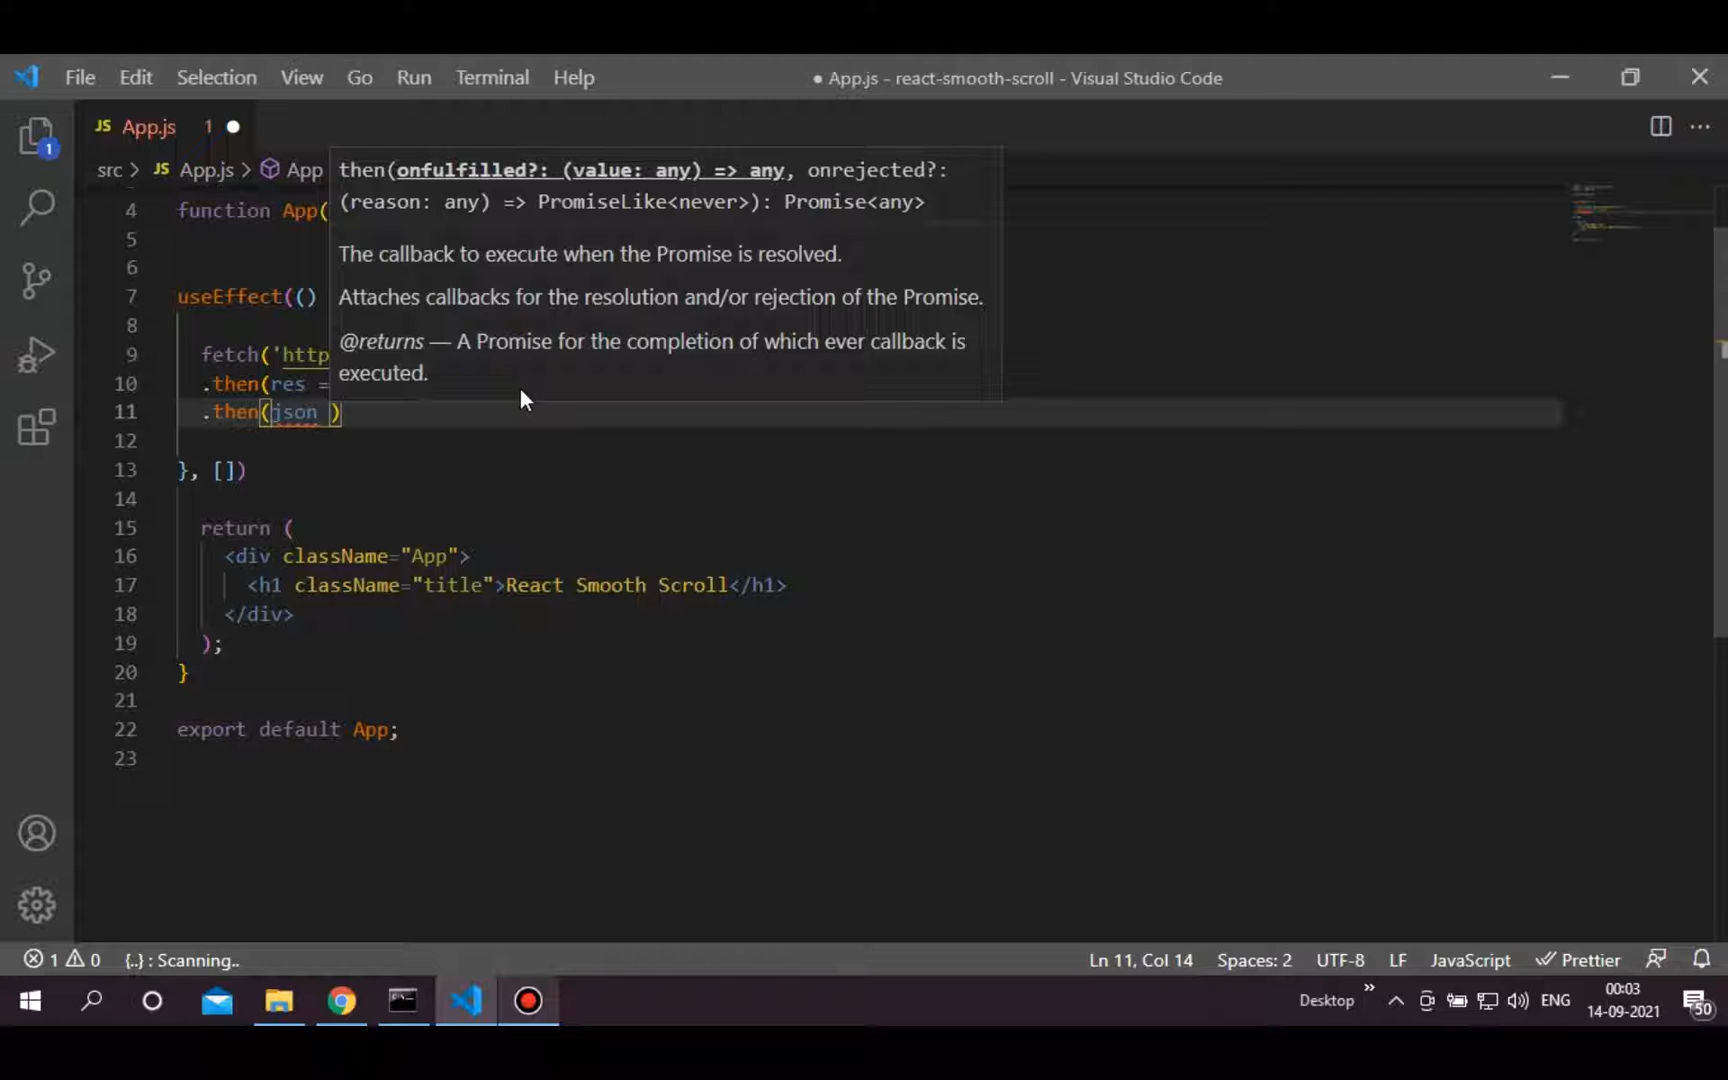 File Edit Selection View Go Run Terminal Help ● App.js - react-smooth-scroll - Visual Studio Code
JS App.js 1
src > JS App.js > App
then(onfulfilled?: (value: any) => any, onrejected?:
(reason: any) => PromiseLike<never>): Promise<any>
The callback to execute when the Promise is resolved.
Attaches callbacks for the resolution and/or rejection of the Promise.
@returns — A Promise for the completion of which ever callback is
executed.
4 function App(
5
6
7 useEffect(()
8
9 fetch('http
10 .then(res =
11 .then(json )
12
13 }, [])
14
15 return (
16 <div className="App">
17 <h1 className="title">React Smooth Scroll</h1>
18 </div>
19 );
20 }
21
22 export default App;
23
1
1 0 {..} : Scanning.. Ln 11, Col 14 Spaces: 2 UTF-8 LF JavaScript Prettier
Desktop » ENG 00:03
14-09-2021
50